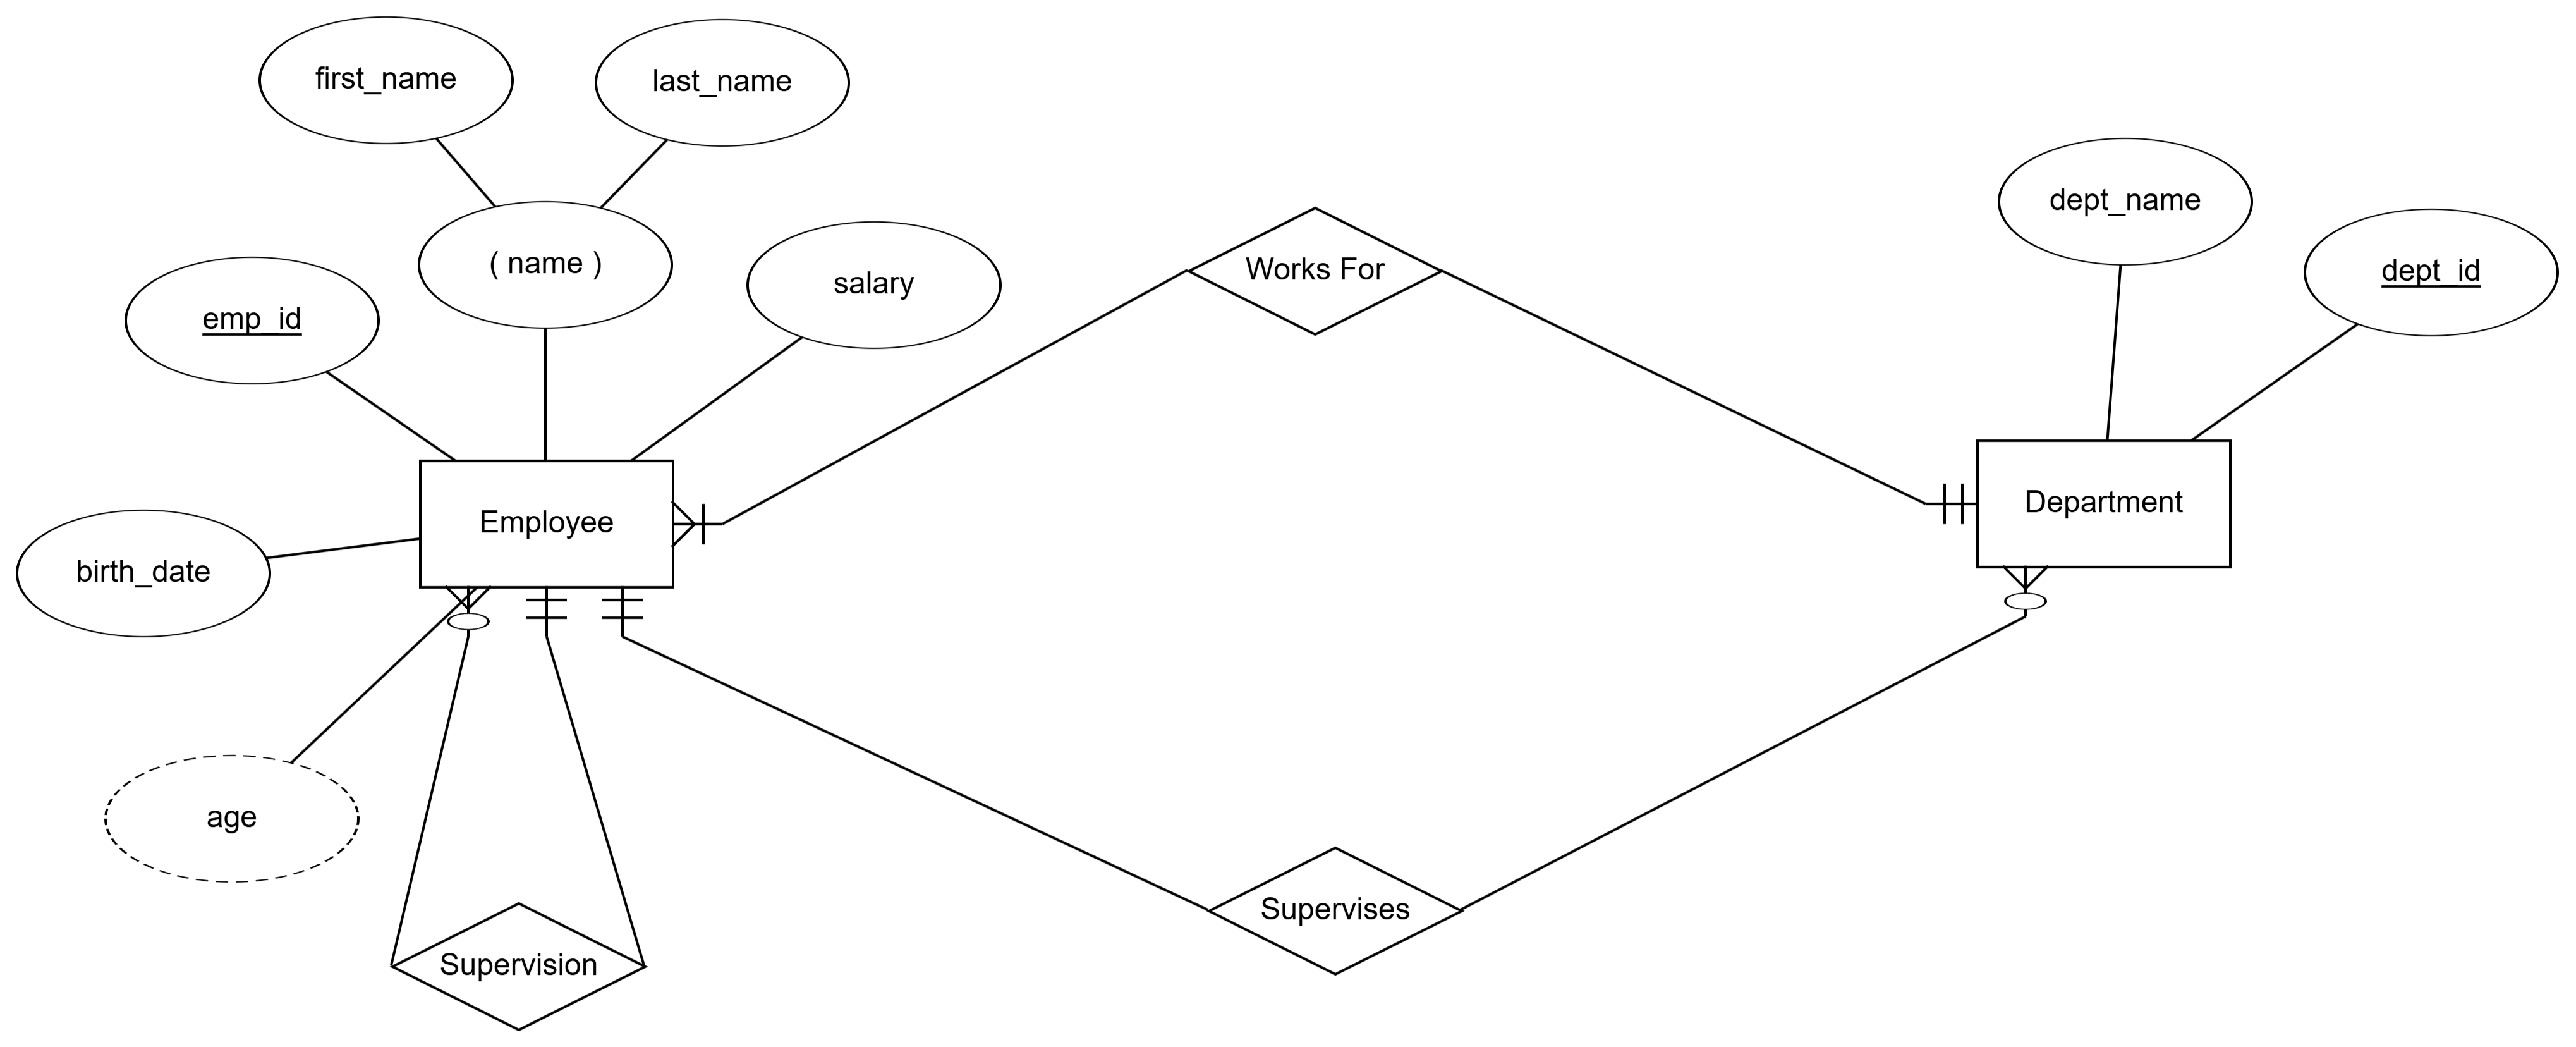 first_name
last_name
dept_name
( name )
Works For
dept_id
salary
emp_id
Department
Employee
birth_date
age
Supervises
Supervision